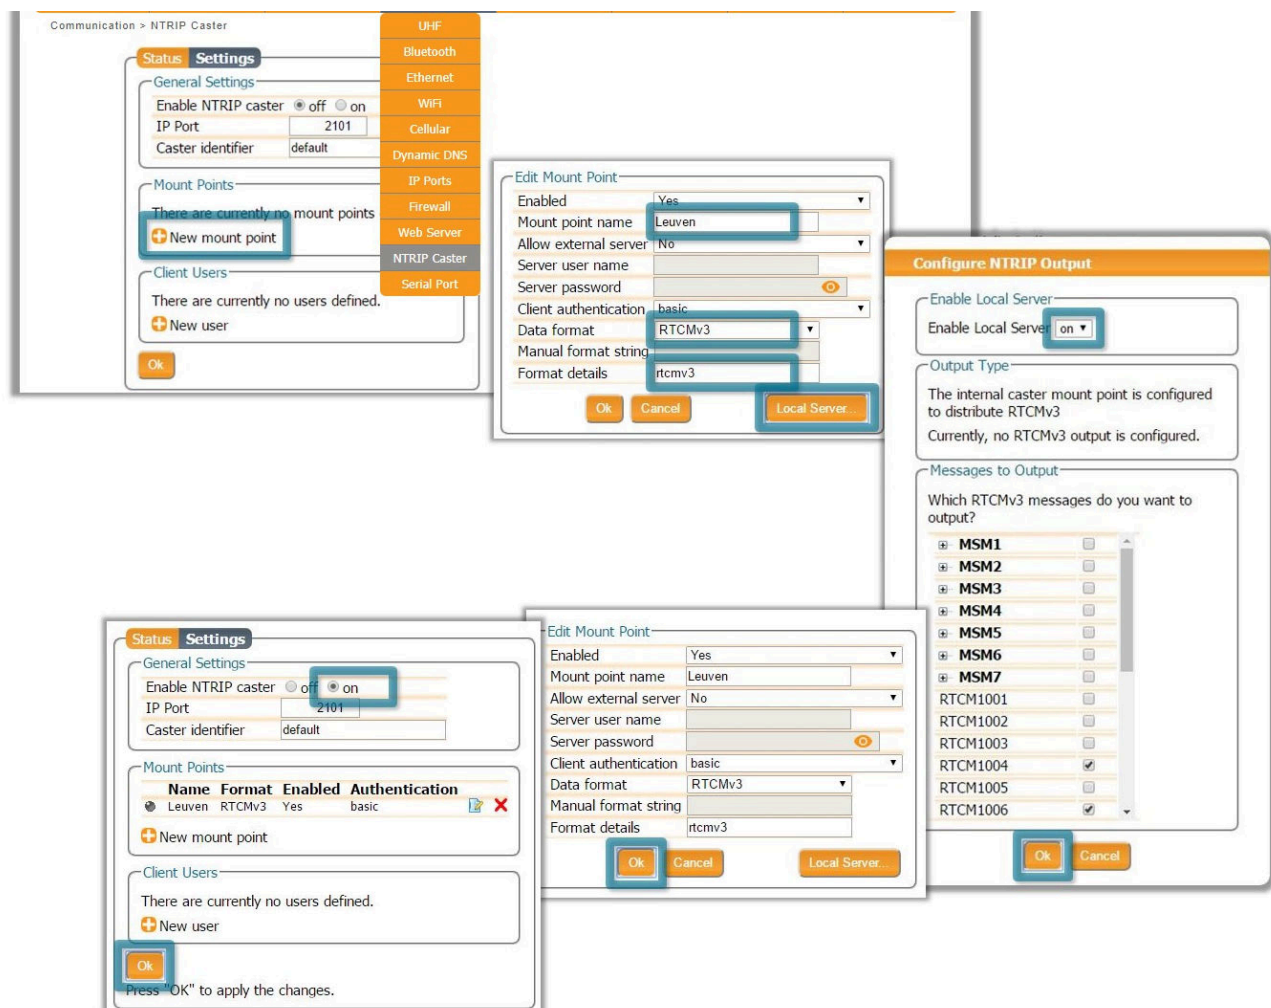 Communication > NTRIP Caster
UHF
Bluetooth
Ethernet
WiFi
Cellular
Dynamic DNS
IP Ports
Firewall
Web Server
NTRIP Caster
Serial Port
Status Settings
General Settings
Enable NTRIP caster off on
IP Port 2101
Caster identifier default
Mount Points
There are currently no mount points
New mount point
Client Users
There are currently no users defined.
New user
Ok
Edit Mount Point
Enabled Yes
Mount point name Leuven
Allow external server No
Server user name
Server password
Client authentication basic
Data format RTCMv3
Manual format string
Format details rtcmv3
Ok Cancel Local Server...
Configure NTRIP Output
Enable Local Server
Enable Local Server on
Output Type
The internal caster mount point is configured
to distribute RTCMv3
Currently, no RTCMv3 output is configured.
Messages to Output
Which RTCMv3 messages do you want to
output?
MSM1
MSM2
MSM3
MSM4
MSM5
MSM6
MSM7
RTCM1001
RTCM1002
RTCM1003
RTCM1004
RTCM1005
RTCM1006
Ok Cancel
Edit Mount Point
Enabled Yes
Mount point name Leuven
Allow external server No
Server user name
Server password
Client authentication basic
Data format RTCMv3
Manual format string
Format details rtcmv3
Ok Cancel Local Server...
Status Settings
General Settings
Enable NTRIP caster off on
IP Port 2101
Caster identifier default
Mount Points
Name Format Enabled Authentication
Leuven RTCMv3 Yes basic
New mount point
Client Users
There are currently no users defined.
New user
Ok
Press "OK" to apply the changes.